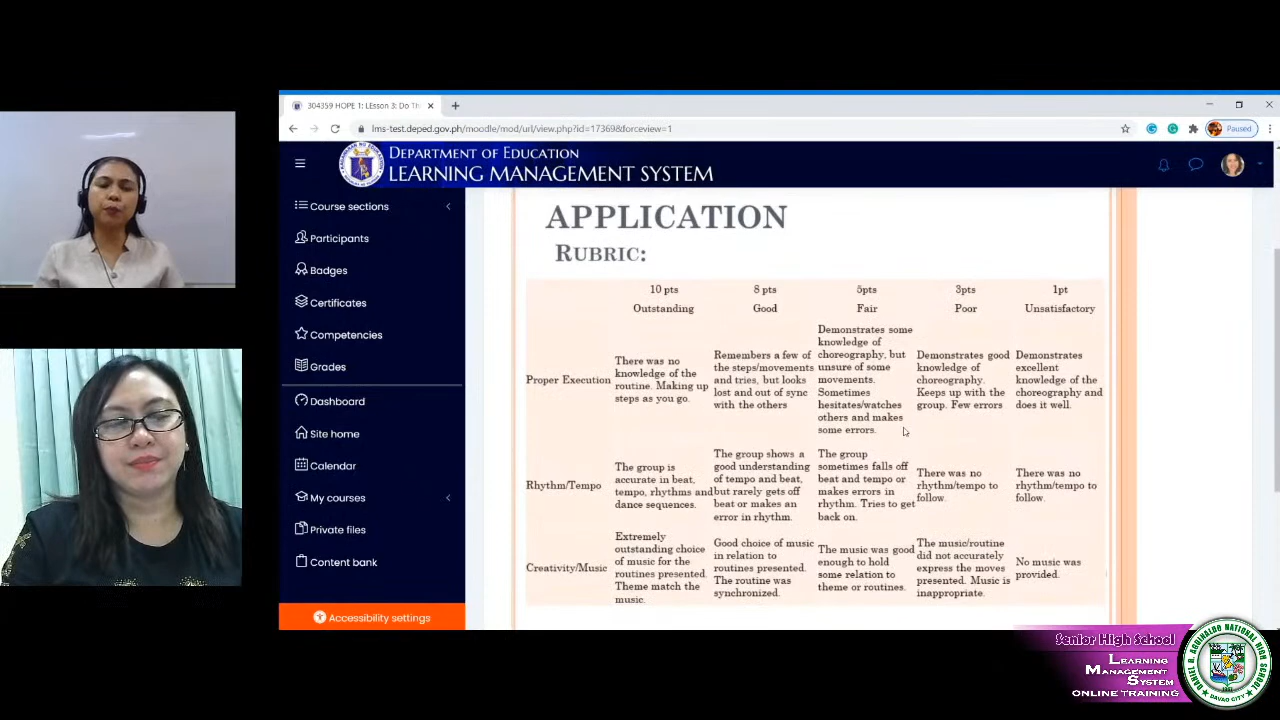 304359 HOPE 1: LEsson 3: Do Th
lms-test.deped.gov.ph/moodle/mod/url/view.php?id=17369&forceview=1
Paused
DEPARTMENT OF EDUCATION
LEARNING MANAGEMENT SYSTEM
Course sections
Participants
Badges
Certificates
Competencies
Grades
Dashboard
Site home
Calendar
My courses
Private files
Content bank
Accessibility settings
APPLICATION
RUBRIC:
10 pts
8 pts
5pts
3pts
1pt
Outstanding
Good
Fair
Poor
Unsatisfactory
Proper Execution
There was no
knowledge of the
routine. Making up
steps as you go.
Remembers a few of
the steps/movements
and tries, but looks
lost and out of sync
with the others
Demonstrates some
knowledge of
choreography, but
unsure of some
movements.
Sometimes
hesitates/watches
others and makes
some errors.
Demonstrates good
knowledge of
choreography.
Keeps up with the
group. Few errors
Demonstrates
excellent
knowledge of the
choreography and
does it well.
Rhythm/Tempo
The group is
accurate in beat,
tempo, rhythms and
dance sequences.
The group shows a
good understanding
of tempo and beat,
but rarely gets off
beat or makes an
error in rhythm.
The group
sometimes falls off
beat and tempo or
makes errors in
rhythm. Tries to get
back on.
There was no
rhythm/tempo to
follow.
There was no
rhythm/tempo to
follow.
Creativity/Music
Extremely
outstanding choice
of music for the
routines presented.
Theme match the
music.
Good choice of music
in relation to
routines presented.
The routine was
synchronized.
The music was good
enough to hold
some relation to
theme or routines.
The music/routine
did not accurately
express the moves
presented. Music is
inappropriate.
No music was
provided.
Senior High School
LEARNING
MANAGEMENT
SYSTEM
ONLINE TRAINING
DANIEL R. AGUINALDO NATIONAL HIGH SCHOOL
DAVAO CITY